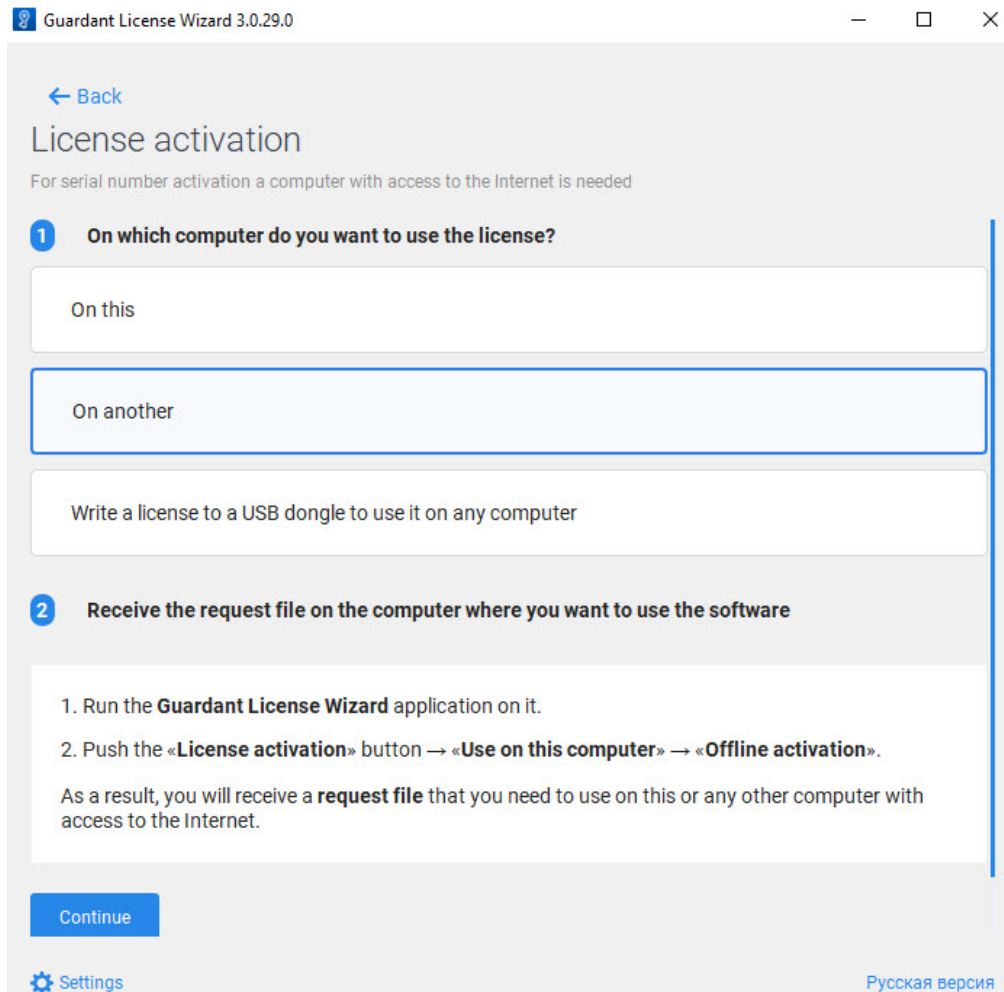 Guardant License Wizard 3.0.29.0
← Back
License activation
For serial number activation a computer with access to the Internet is needed
1 On which computer do you want to use the license?
On this
On another
Write a license to a USB dongle to use it on any computer
2 Receive the request file on the computer where you want to use the software
1. Run the Guardant License Wizard application on it.
2. Push the «License activation» button → «Use on this computer» → «Offline activation».
As a result, you will receive a request file that you need to use on this or any other computer with
access to the Internet.
Continue
Settings
Русская версия